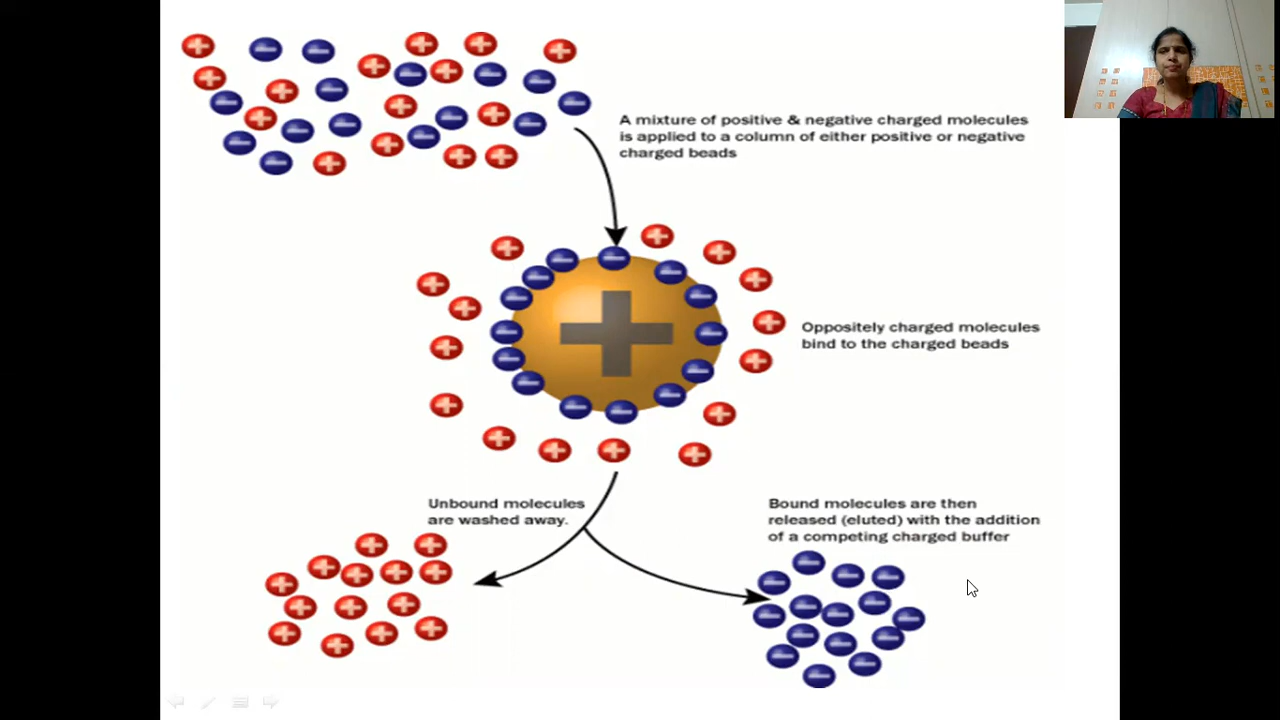 A mixture of positive & negative charged molecules
is applied to a column of either positive or negative
charged beads
Oppositely charged molecules
bind to the charged beads
Unbound molecules
are washed away.
Bound molecules are then
released (eluted) with the addition
of a competing charged buffer